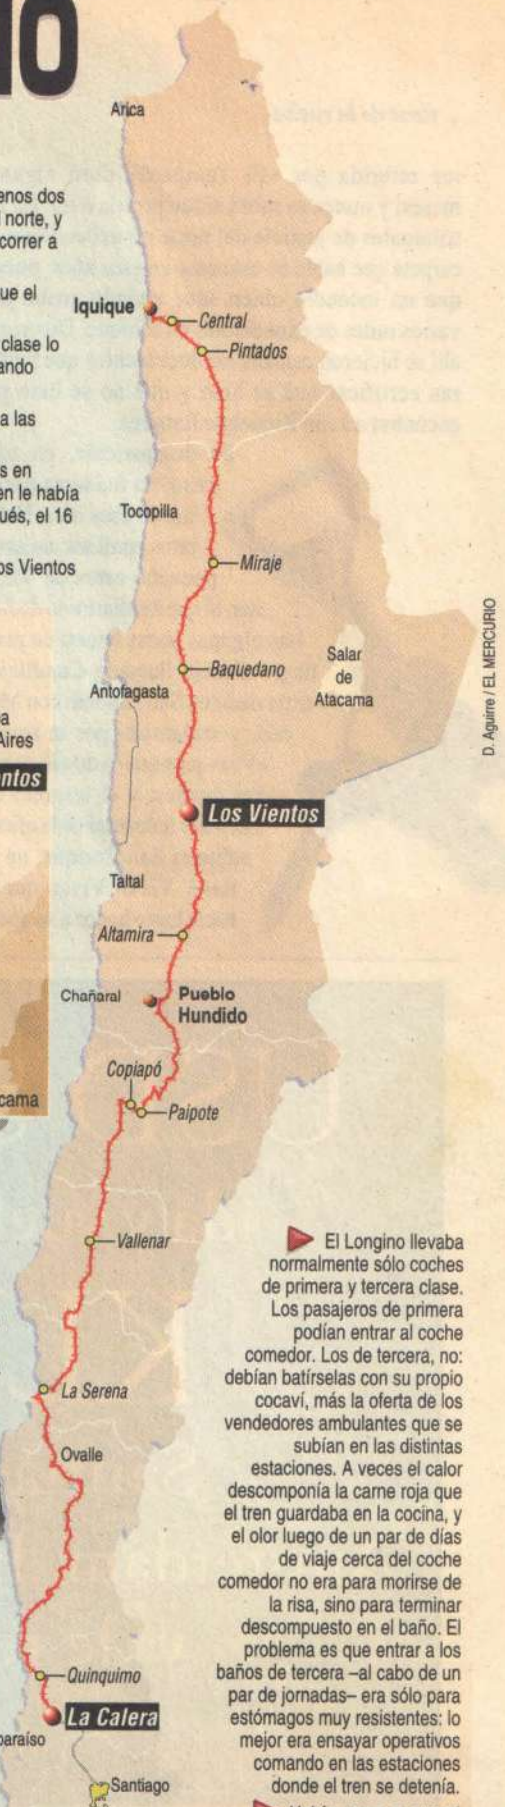 IO
enos dos
l norte, y
correr a
ue el
clase lo
ando
a las
s en
en le había
ués, el 16
os Vientos
a
Aires
ntos
cama
paraíso
Arica
Iquique
Central
Pintados
Tocopilla
Miraje
Baquedano
Antofagasta
Salar
de
Atacama
D. Aguirre / EL MERCURIO
Los Vientos
Taltal
Altamira
Chañaral
Pueblo
Hundido
Copiapó
Paipote
Vallenar
La Serena
Ovalle
Quinquimo
La Calera
Santiago
El Longino llevaba
normalmente sólo coches
de primera y tercera clase.
Los pasajeros de primera
podían entrar al coche
comedor. Los de tercera, no:
debían batírselas con su propio
cocaví, más la oferta de los
vendedores ambulantes que se
subían en las distintas
estaciones. A veces el calor
descomponía la carne roja que
el tren guardaba en la cocina, y
el olor luego de un par de días
de viaje cerca del coche
comedor no era para morirse de
la risa, sino para terminar
descompuesto en el baño. El
problema es que entrar a los
baños de tercera –al cabo de un
par de jornadas– era sólo para
estómagos muy resistentes: lo
mejor era ensayar operativos
comando en las estaciones
donde el tren se detenía.